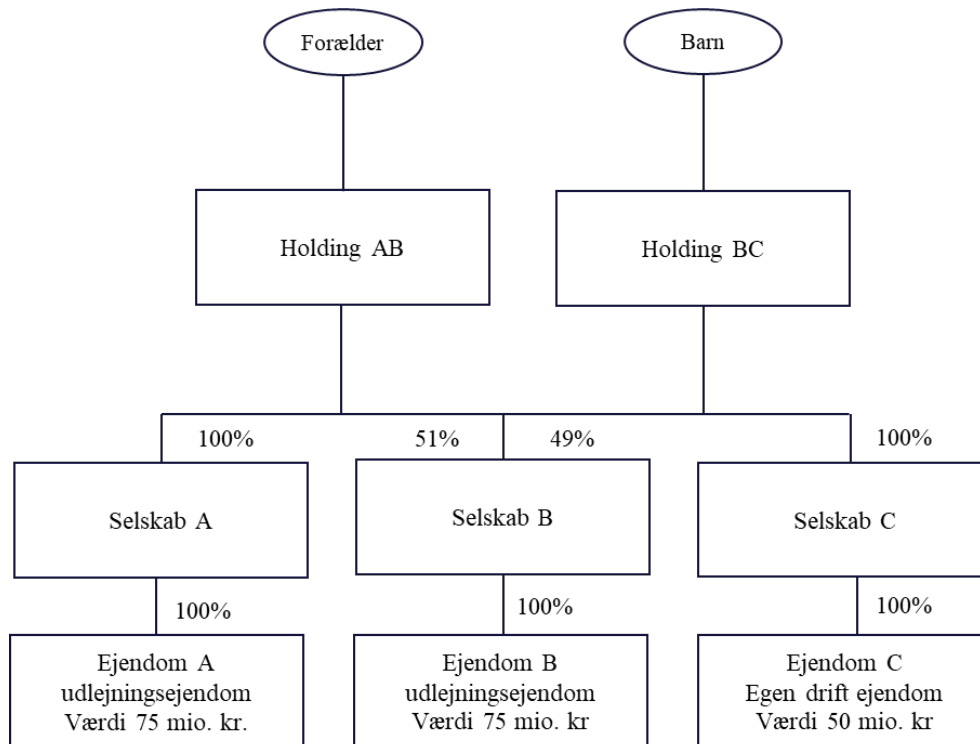 Forælder
Barn
Holding AB
Holding BC
100%
51%
49%
100%
Selskab A
Selskab B
Selskab C
100%
100%
100%
Ejendom A
udlejningsejendom
Værdi 75 mio. kr.
Ejendom B
udlejningsejendom
Værdi 75 mio. kr
Ejendom C
Egen drift ejendom
Værdi 50 mio. kr